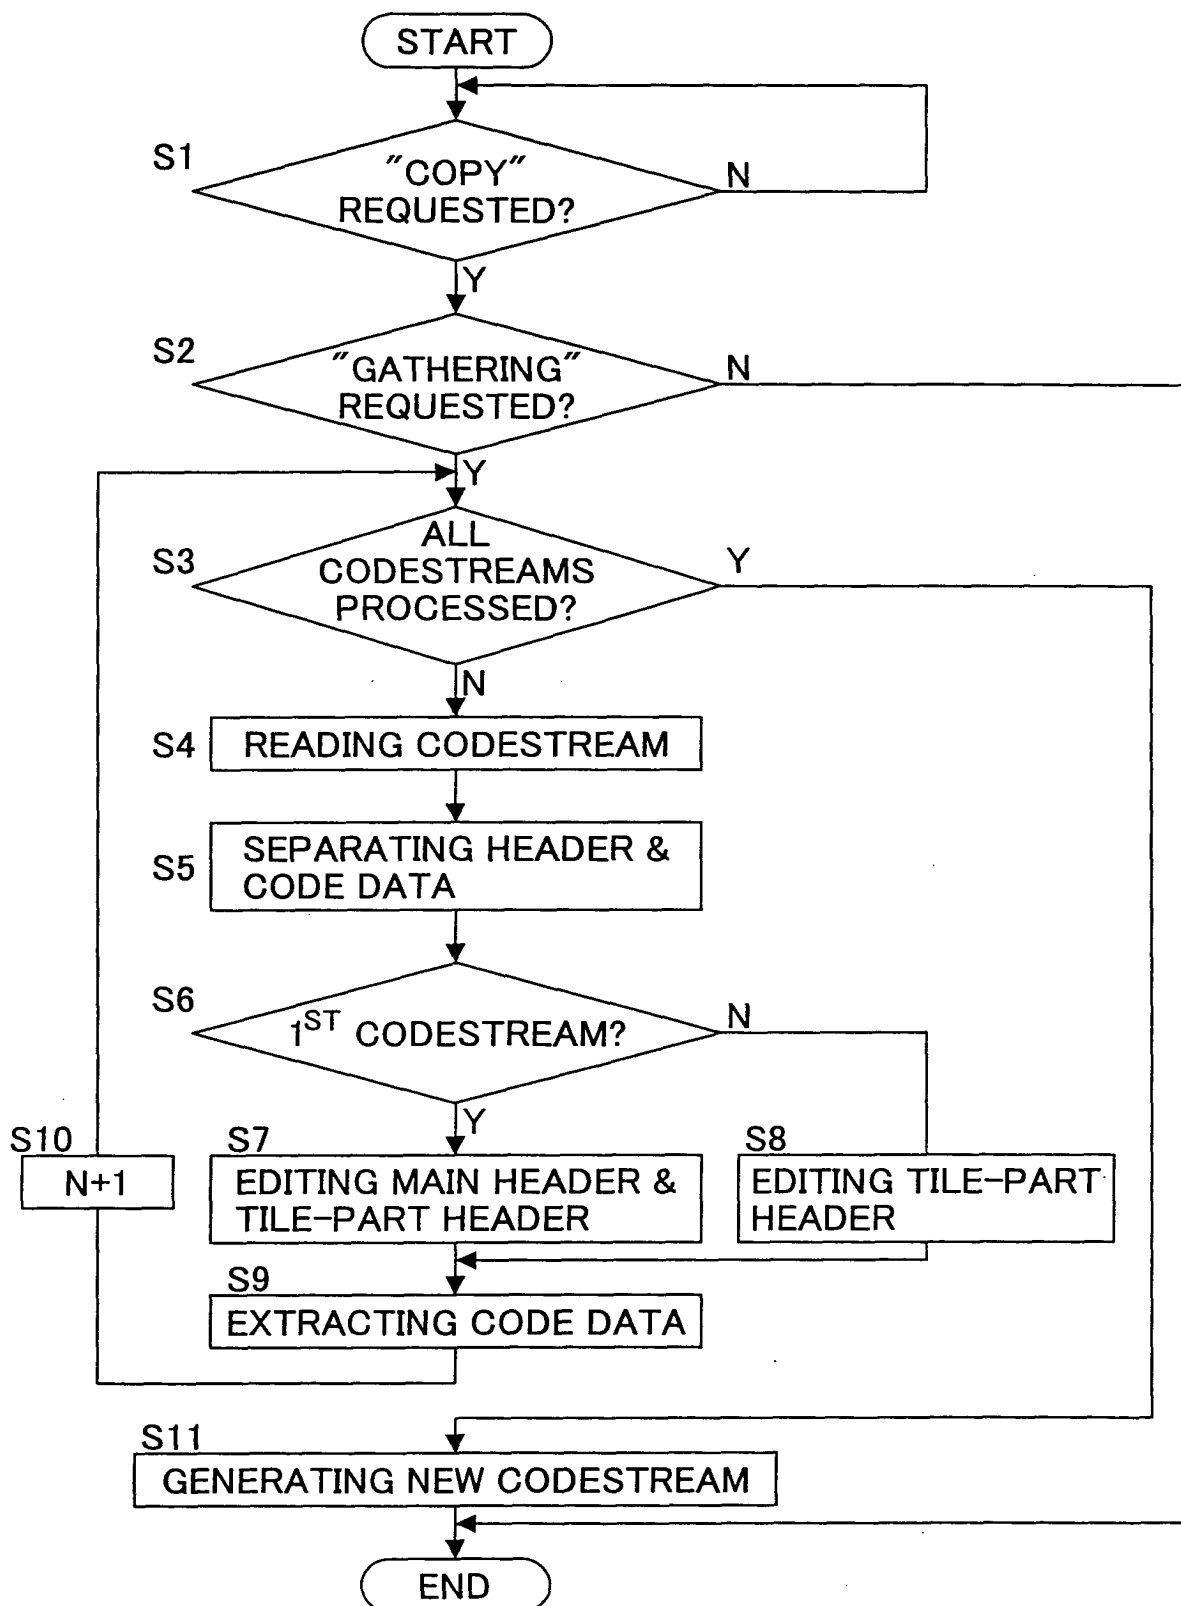 START
S1
"COPY"
REQUESTED?
N
Y
S2
"GATHERING"
REQUESTED?
N
Y
S3
ALL
CODESTREAMS
PROCESSED?
Y
N
S4
READING CODESTREAM
S5
SEPARATING HEADER &
CODE DATA
S6
1ST CODESTREAM?
N
Y
S10
N+1
S7
EDITING MAIN HEADER &
TILE-PART HEADER
S8
EDITING TILE-PART
HEADER
S9
EXTRACTING CODE DATA
S11
GENERATING NEW CODESTREAM
END